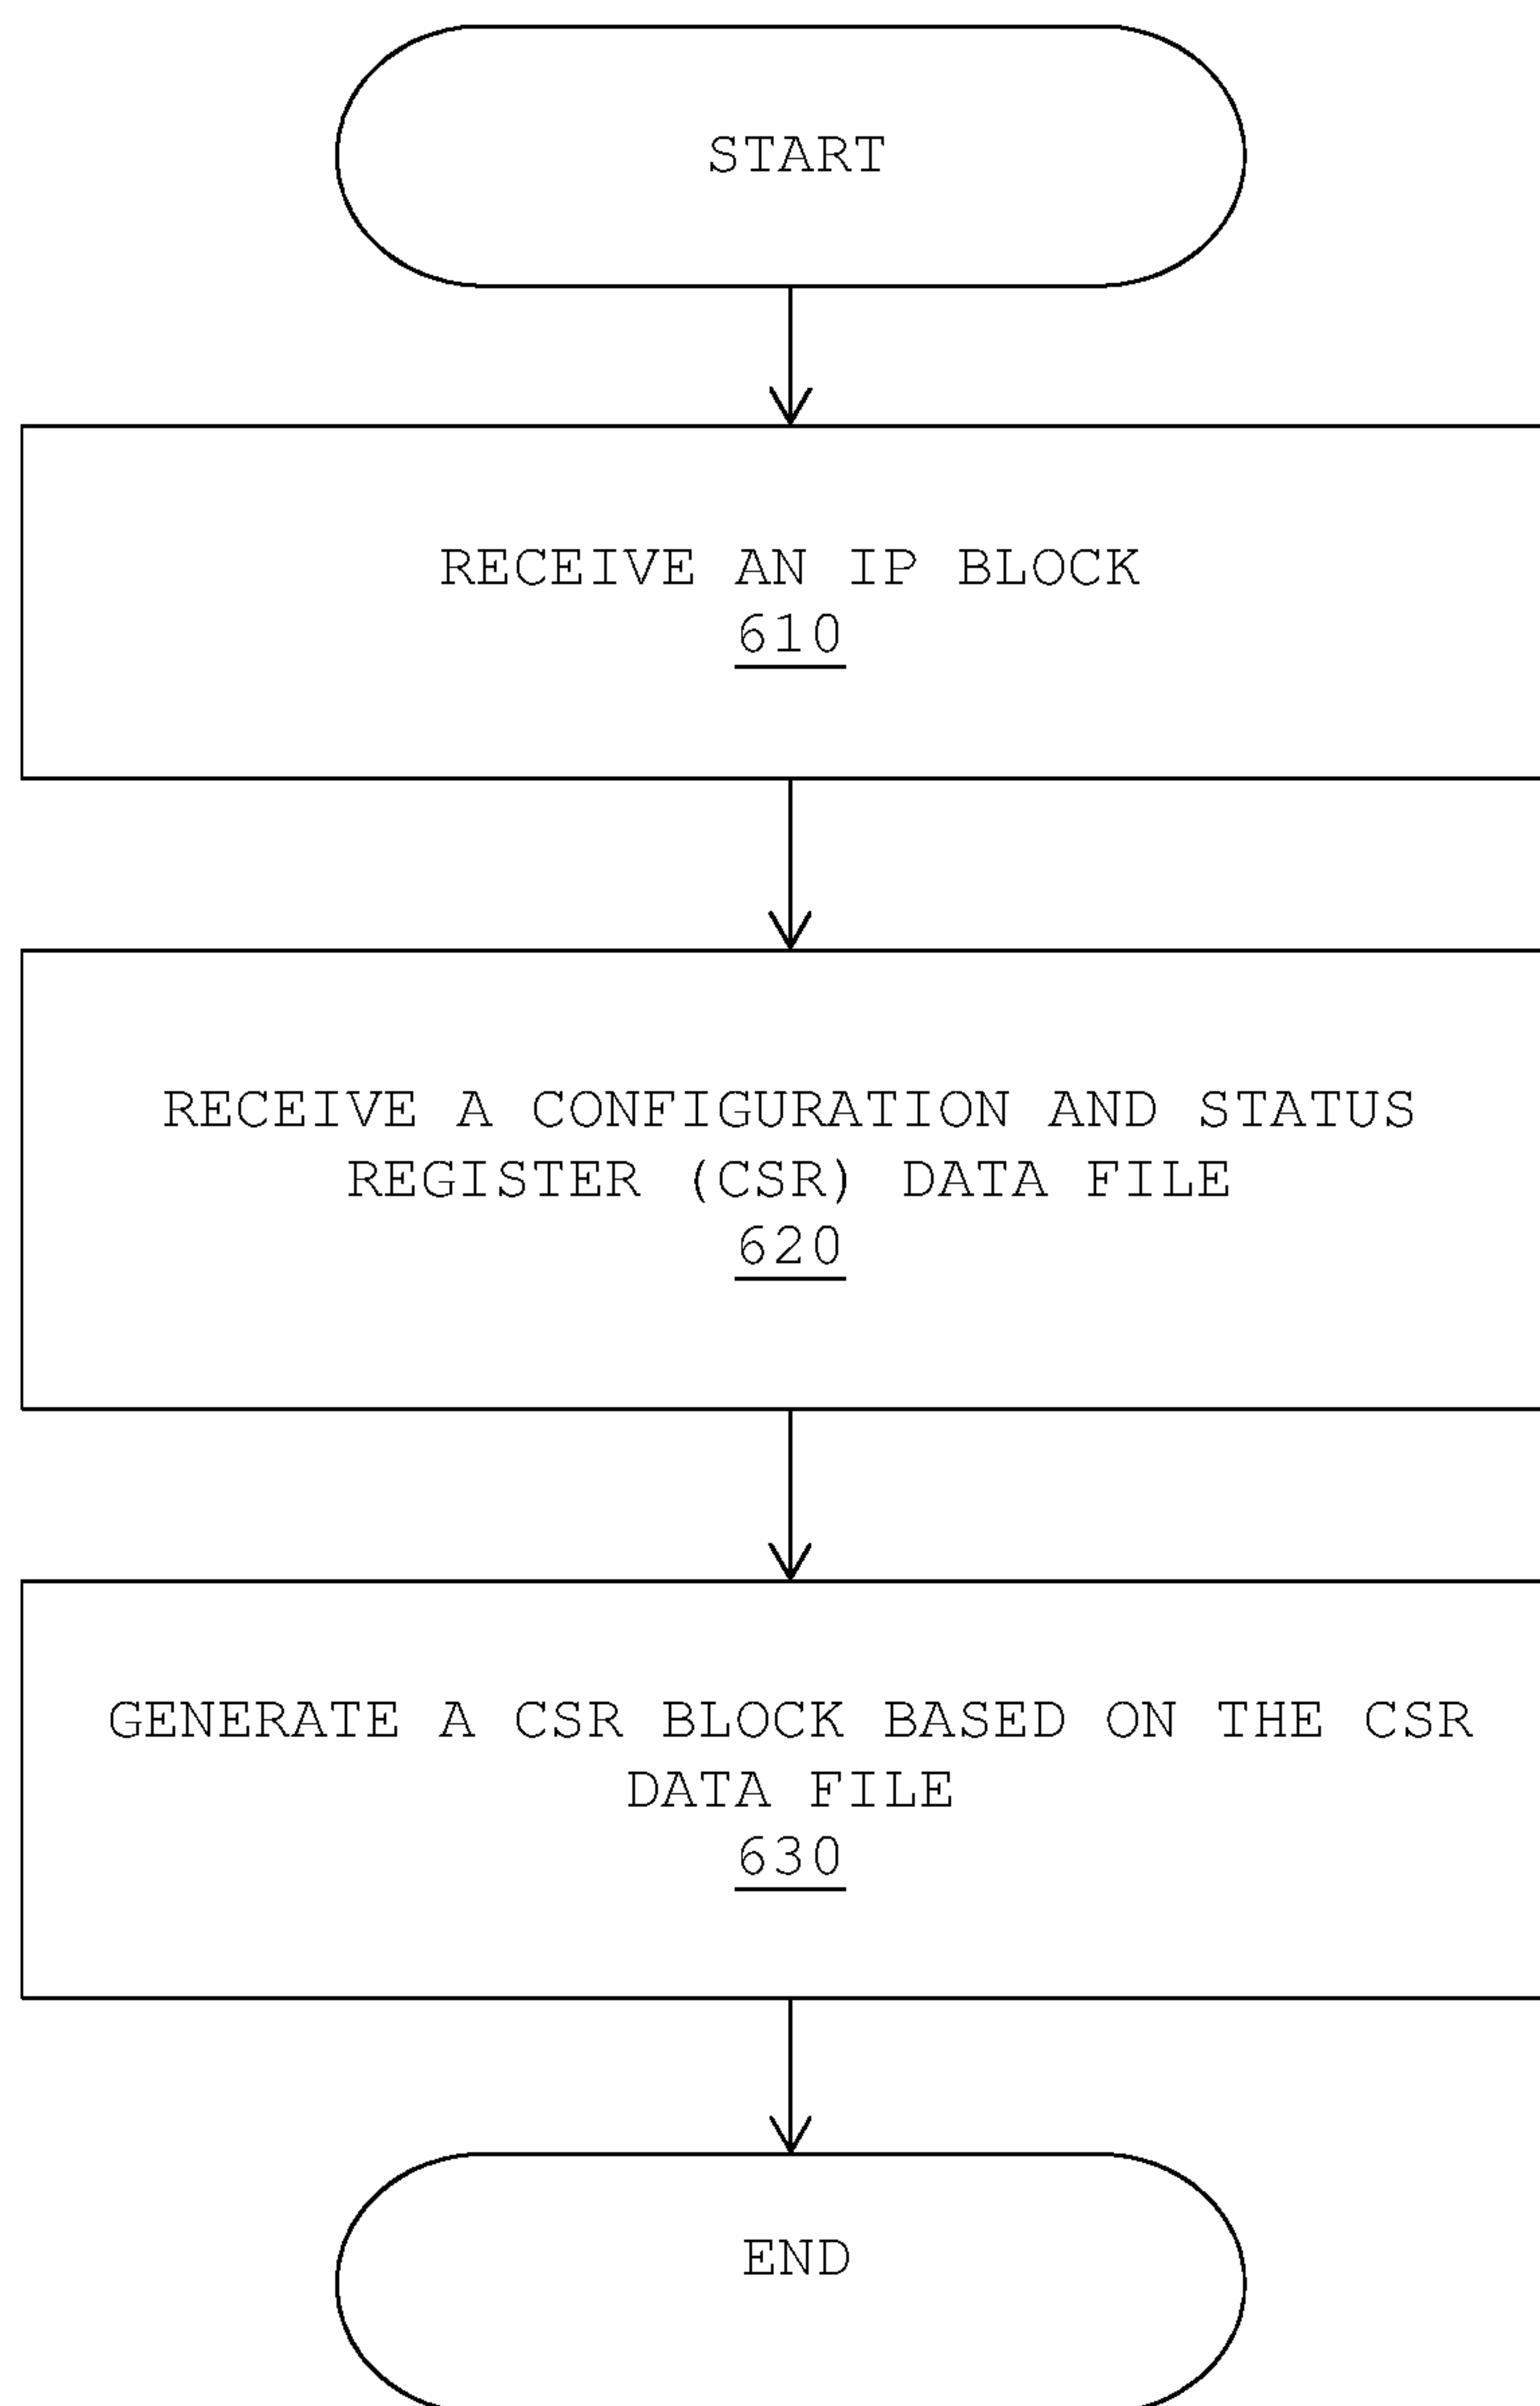 START
RECEIVE AN IP BLOCK
610
RECEIVE A CONFIGURATION AND STATUS
REGISTER (CSR) DATA FILE
620
GENERATE A CSR BLOCK BASED ON THE CSR
DATA FILE
630
END